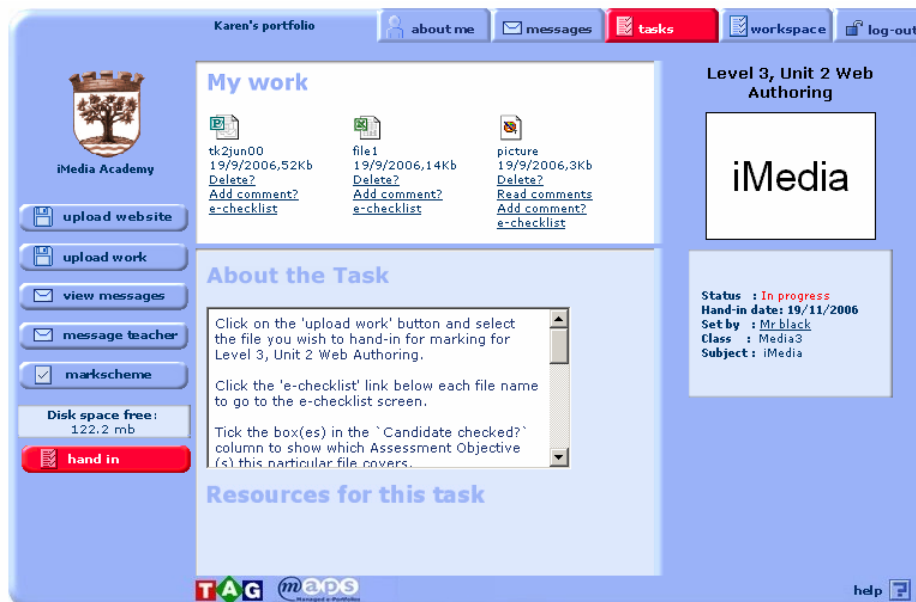 Karen's portfolio
about me
messages
tasks
workspace
log-out
iMedia Academy
upload website
upload work
view messages
message teacher
markscheme
Disk space free:
122.2 mb
hand in
My work
tk2jun00
19/9/2006,52Kb
Delete?
Add comment?
e-checklist
file1
19/9/2006,14Kb
Delete?
Add comment?
e-checklist
picture
19/9/2006,3Kb
Delete?
Read comments
Add comment?
e-checklist
About the Task
Click on the 'upload work' button and select
the file you wish to hand-in for marking for
Level 3, Unit 2 Web Authoring.
Click the 'e-checklist' link below each file name
to go to the e-checklist screen.
Tick the box(es) in the `Candidate checked?`
column to show which Assessment Objective
(s) this particular file covers.
Resources for this task
Level 3, Unit 2 Web
Authoring
iMedia
Status : In progress
Hand-in date: 19/11/2006
Set by : Mr black
Class : Media3
Subject : iMedia
TAG
maps
Managed e-Portfolios
help ?